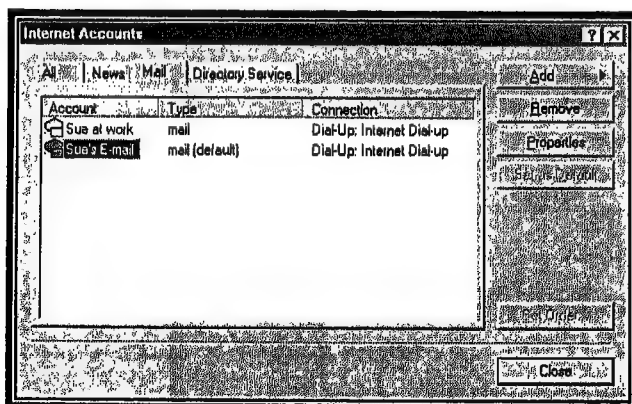 Internet Accounts ? X
All News Mail Directory Service
Add
Account Type Connection
Remove
Sue at work mail Dial-Up: Internet Dial-up
Sue's E-mail mail (default) Dial-Up: Internet Dial-up
Properties
Set as Default
Set Order...
Close